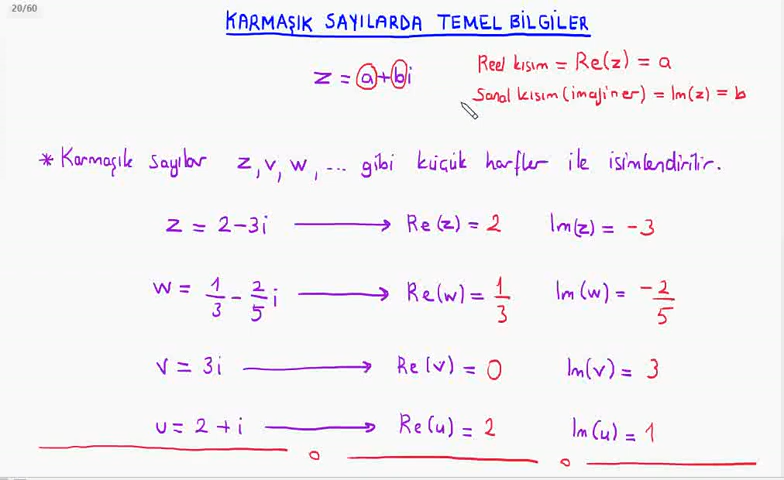 20/60
KARMAŞIK SAYILARDA TEMEL BİLGİLER
z = a+bi
Reel kısım = Re(z) = a
Sanal kısım (imajiner) = Im(z) = b
* Karmaşık sayılar z, v, w, ... gibi küçük harfler ile isimlendirilir.
z = 2-3i → Re(z) = 2 Im(z) = -3
w = 1/3 - 2/5 i → Re(w) = 1/3 Im(w) = -2/5
v = 3i → Re(v) = 0 Im(v) = 3
u = 2 + i → Re(u) = 2 Im(u) = 1